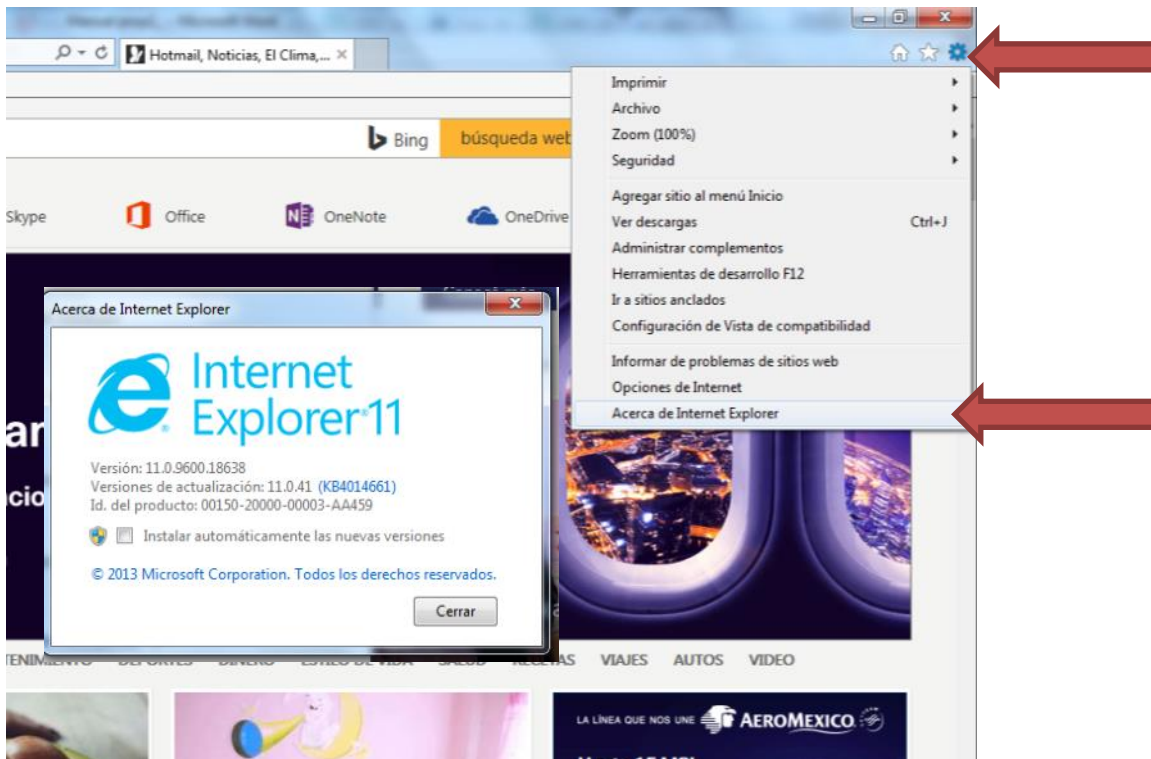 Hotmail, Noticias, El Clima,...
Imprimir
Archivo
Zoom (100%)
Seguridad
Agregar sitio al menú Inicio
Ver descargas Ctrl+J
Administrar complementos
Herramientas de desarrollo F12
Ir a sitios anclados
Configuración de Vista de compatibilidad
Informar de problemas de sitios web
Opciones de Internet
Acerca de Internet Explorer
Bing búsqueda web
Skype Office OneNote OneDrive
Acerca de Internet Explorer
Internet
Explorer 11
Versión: 11.0.9600.18638
Versiones de actualización: 11.0.41 (KB4014661)
Id. del producto: 00150-20000-00003-AA459
Instalar automáticamente las nuevas versiones
© 2013 Microsoft Corporation. Todos los derechos reservados.
Cerrar
ar
cio
VIAJES AUTOS VIDEO
LA LÍNEA QUE NOS UNE AEROMEXICO